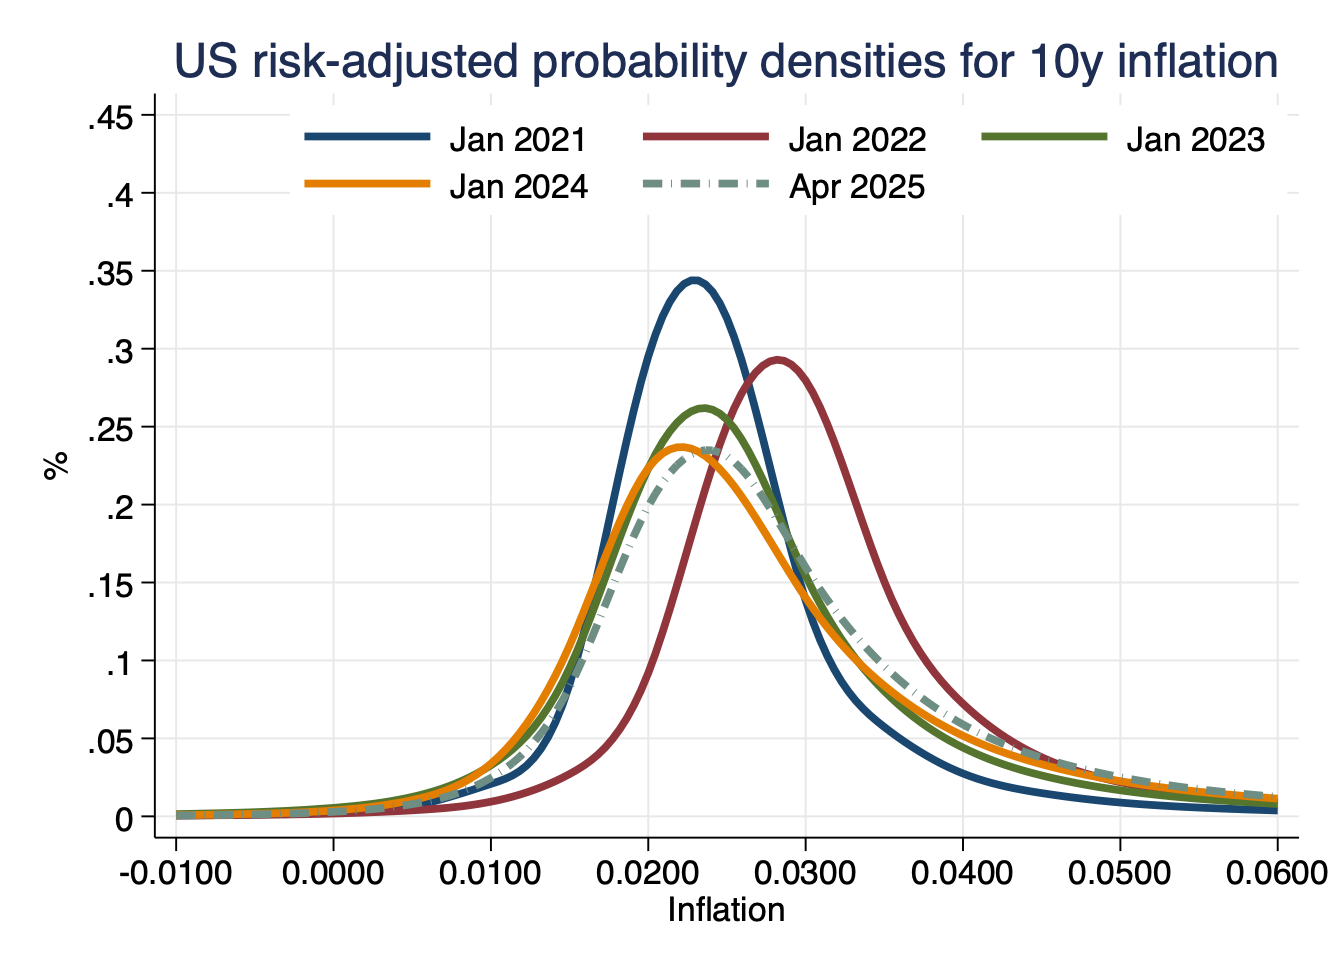 US risk-adjusted probability densities for 10y inflation
Jan 2021 Jan 2022 Jan 2023
Jan 2024 Apr 2025
.45
.4
.35
.3
.25
.2
.15
.1
.05
0
%
-0.0100 0.0000 0.0100 0.0200 0.0300 0.0400 0.0500 0.0600
Inflation